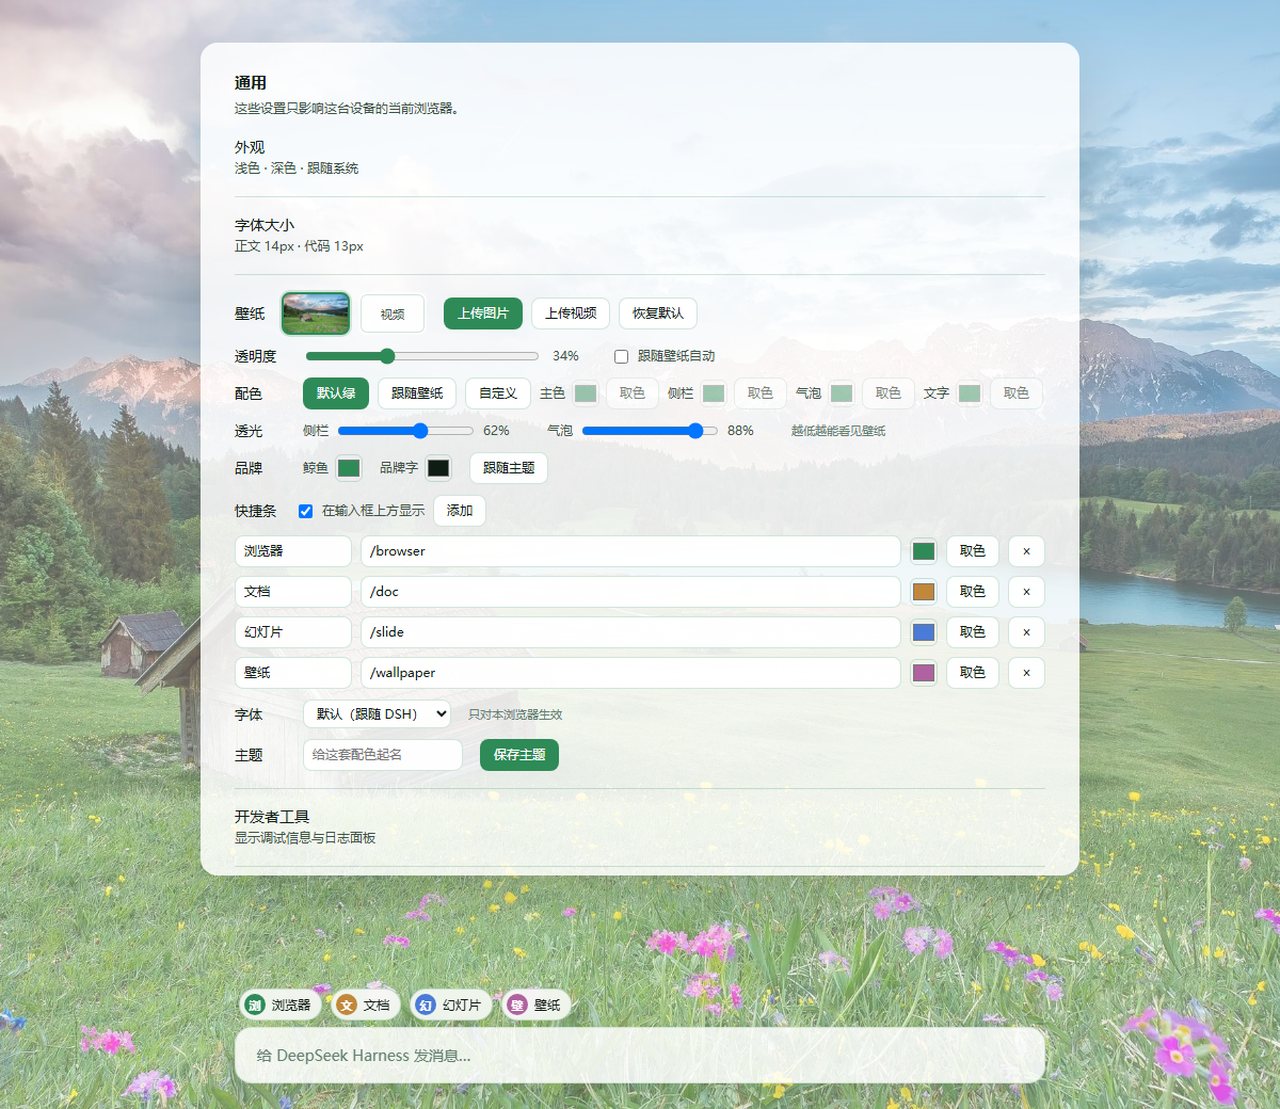 通用
这些设置只影响这台设备的当前浏览器。
外观
浅色 · 深色 · 跟随系统
字体大小
正文 14px · 代码 13px
壁纸 视频 上传图片 上传视频 恢复默认
透明度 34% 跟随壁纸自动
配色 默认绿 跟随壁纸 自定义 主色 取色 侧栏 取色 气泡 取色 文字 取色
透光 侧栏 62% 气泡 88% 越低越能看见壁纸
品牌 鲸鱼 品牌字 跟随主题
快捷条 在输入框上方显示 添加
浏览器 /browser 取色 ×
文档 /doc 取色 ×
幻灯片 /slide 取色 ×
壁纸 /wallpaper 取色 ×
字体 默认（跟随 DSH） 只对本浏览器生效
主题 给这套配色起名 保存主题
开发者工具
显示调试信息与日志面板
浏 浏览器 文 文档 幻 幻灯片 壁 壁纸
给 DeepSeek Harness 发消息...